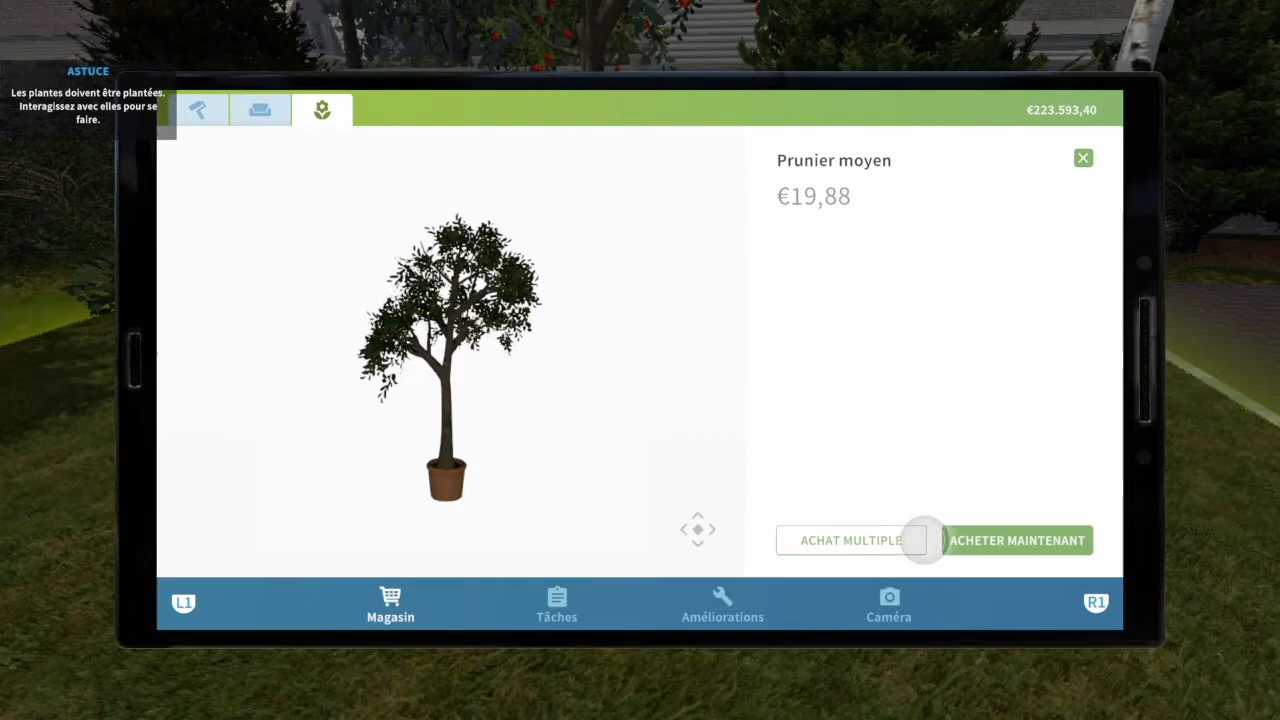 ASTUCE
Les plantes doivent être plantées.
Interagissez avec elles pour se
faire.
€223.593,40
Prunier moyen
€19,88
ACHAT MULTIPLE
ACHETER MAINTENANT
L1
Magasin
Tâches
Améliorations
Caméra
R1